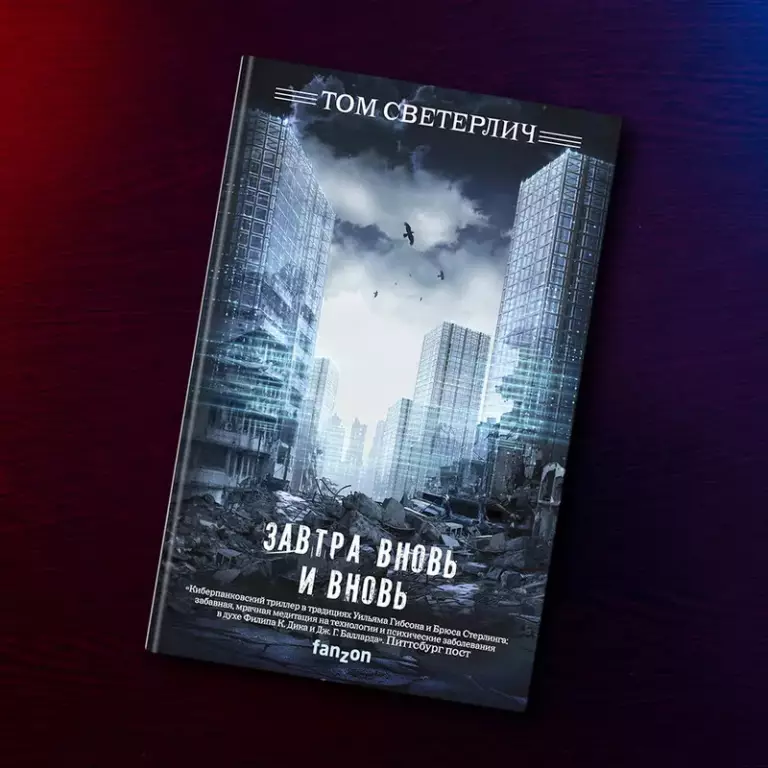 ТОМ СВЕТЕРЛИЧ
ЗАВТРА ВНОВЬ
И ВНОВЬ
«Киберпанковский триллер в традициях Уильяма Гибсона и Брюса Стерлинга:
забавная, мрачная медитация на технологии и психические заболевания
в духе Филипа К. Дика и Дж. Г. Балларда». Питтсбург пост
fanzon